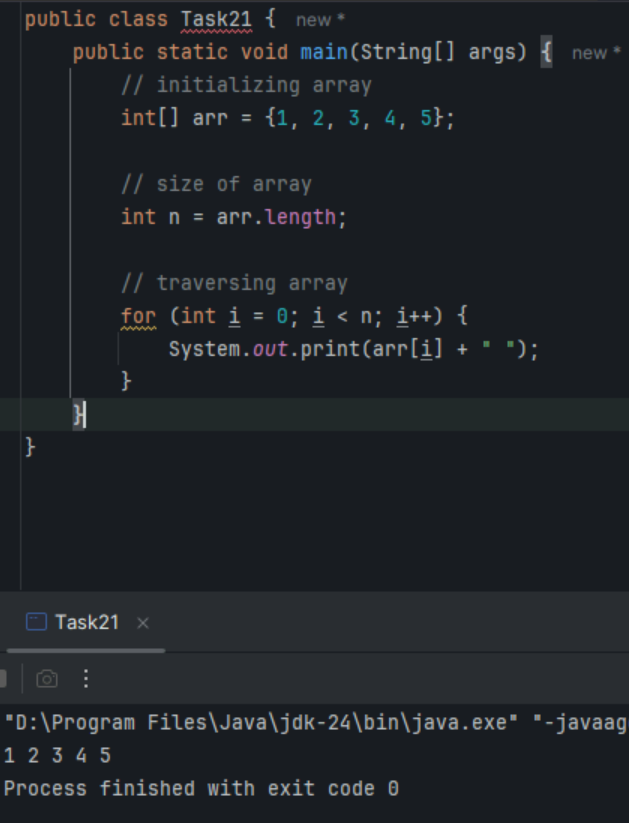 public class Task21 { new *
public static void main(String[] args) { new *
// initializing array
int[] arr = {1, 2, 3, 4, 5};
// size of array
int n = arr.length;
// traversing array
for (int i = 0; i < n; i++) {
System.out.print(arr[i] + " ");
}
}
}
Task21 ×
"D:\Program Files\Java\jdk-24\bin\java.exe" "-javaag
1 2 3 4 5
Process finished with exit code 0